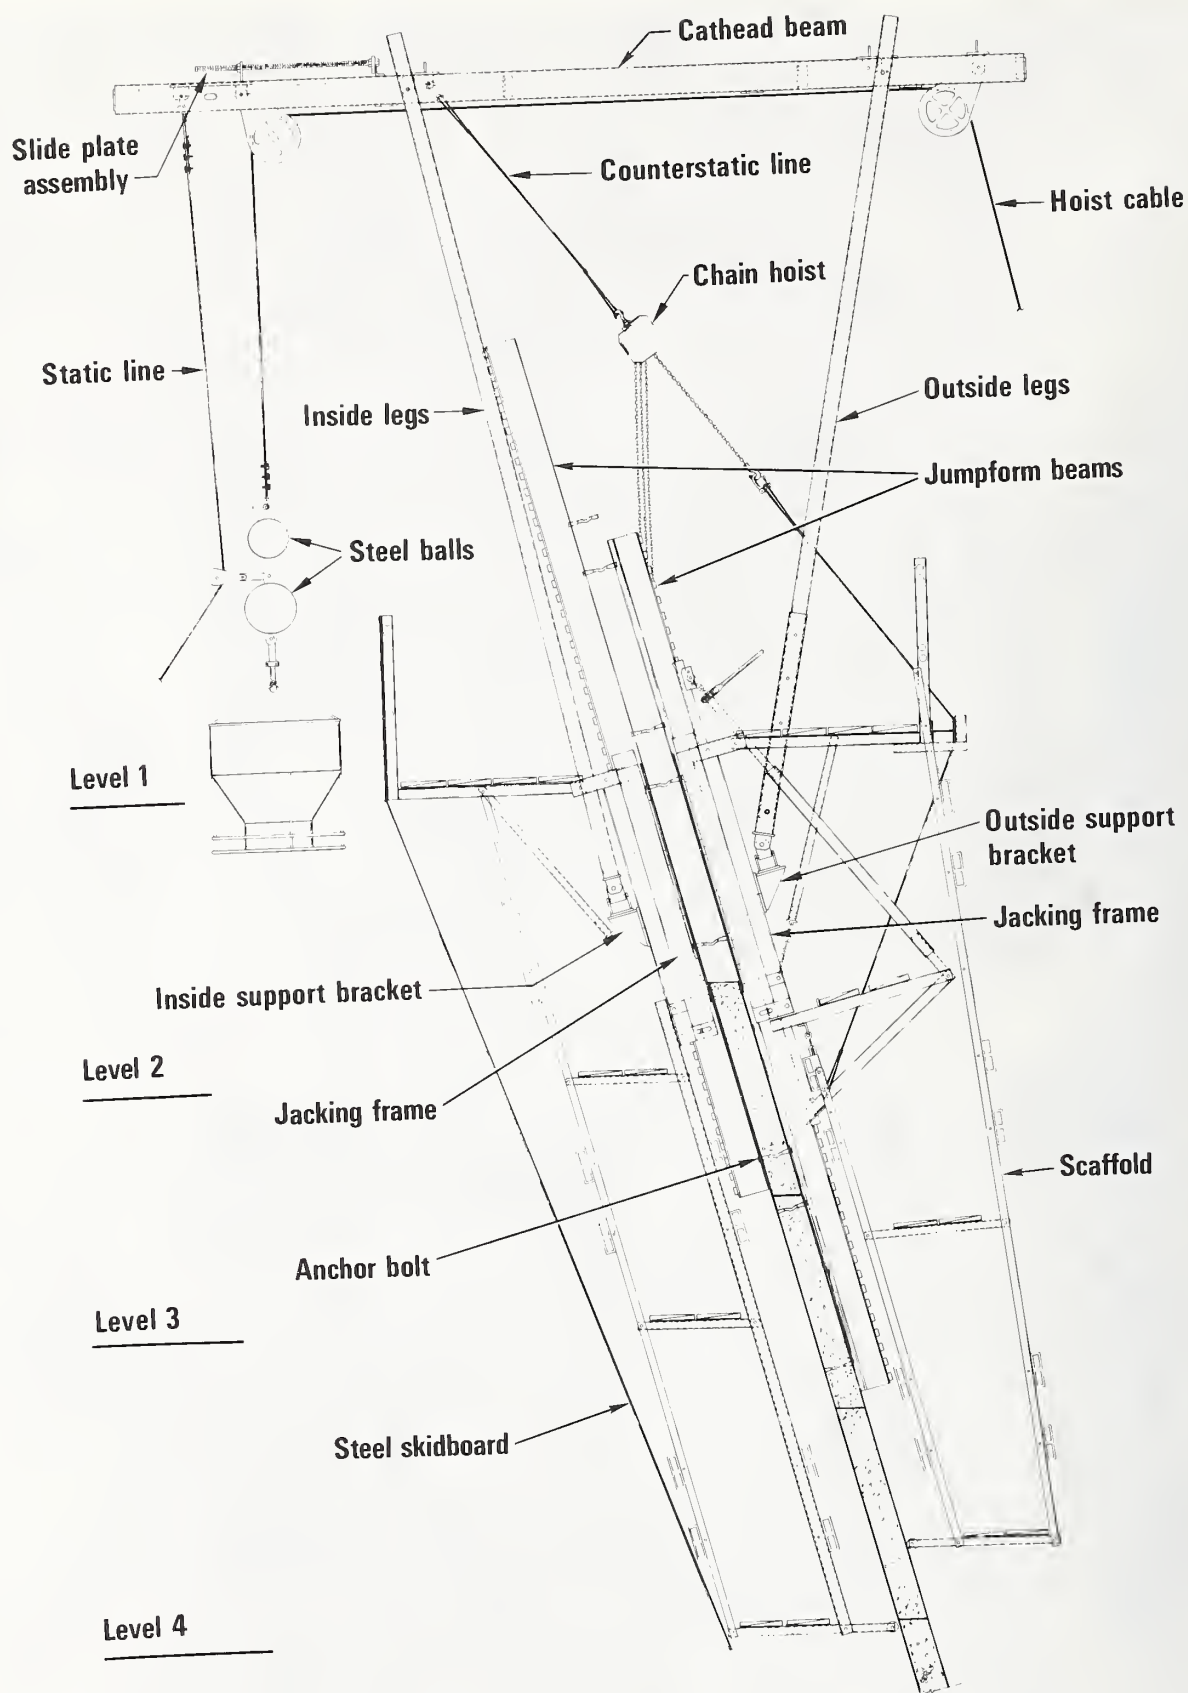 Cathead beam
Slide plate
assembly
Counterstatic line
Hoist cable
Chain hoist
Static line
Inside legs
Outside legs
Jumpform beams
Steel balls
Level 1
Outside support
bracket
Jacking frame
Inside support bracket
Level 2
Jacking frame
Scaffold
Anchor bolt
Level 3
Steel skidboard
Level 4